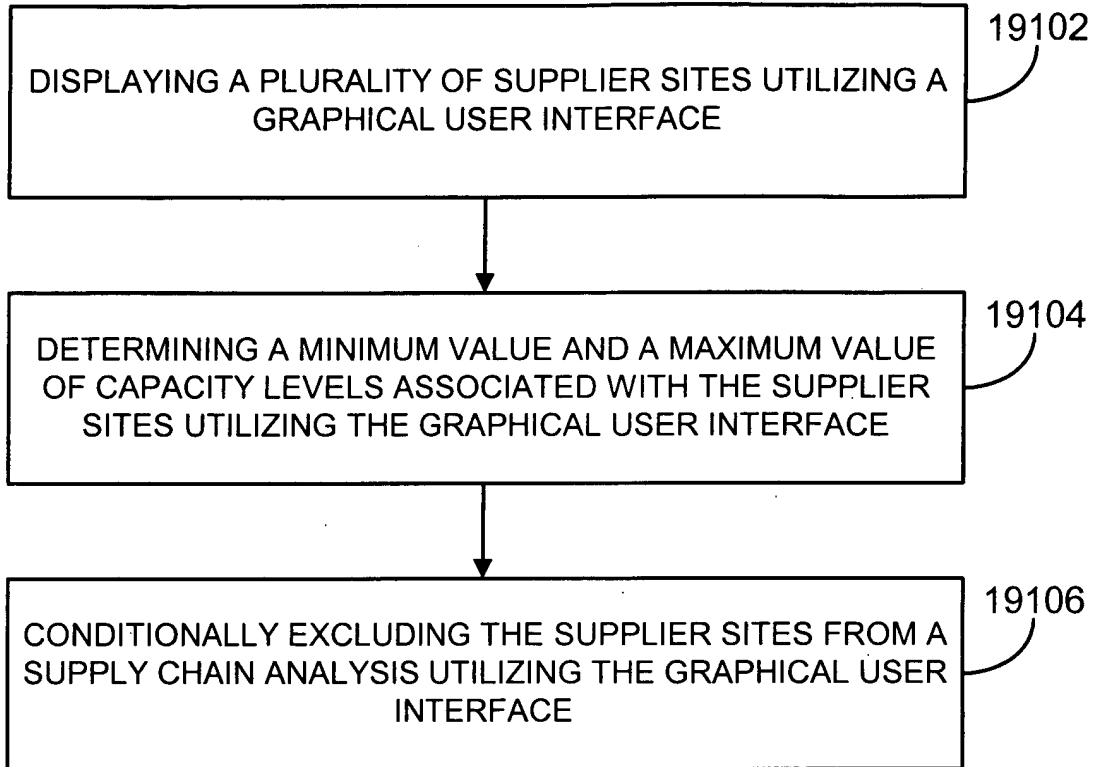 19102
DISPLAYING A PLURALITY OF SUPPLIER SITES UTILIZING A
GRAPHICAL USER INTERFACE
19104
DETERMINING A MINIMUM VALUE AND A MAXIMUM VALUE
OF CAPACITY LEVELS ASSOCIATED WITH THE SUPPLIER
SITES UTILIZING THE GRAPHICAL USER INTERFACE
19106
CONDITIONALLY EXCLUDING THE SUPPLIER SITES FROM A
SUPPLY CHAIN ANALYSIS UTILIZING THE GRAPHICAL USER
INTERFACE